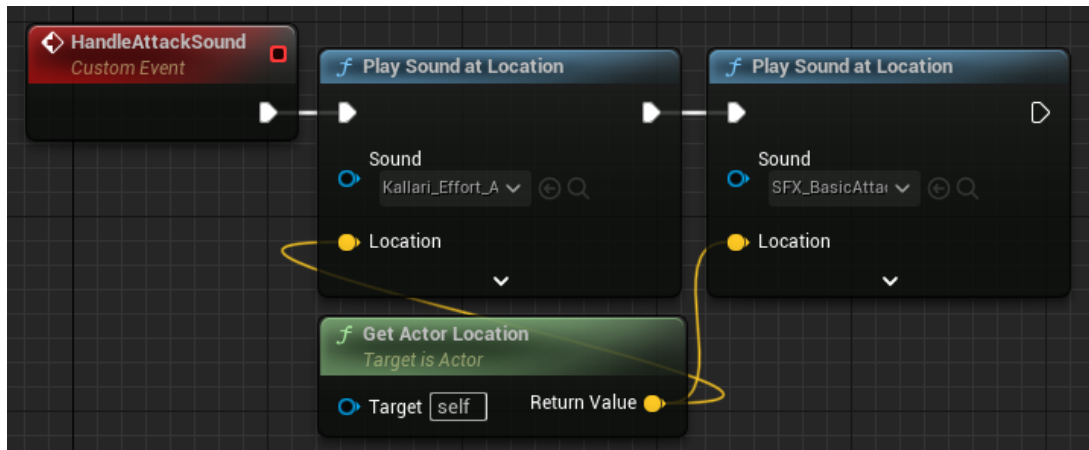 HandleAttackSound
Custom Event
f Play Sound at Location
Sound
Kallari_Effort_A
Location
f Play Sound at Location
Sound
SFX_BasicAtta
Location
f Get Actor Location
Target is Actor
Target self
Return Value